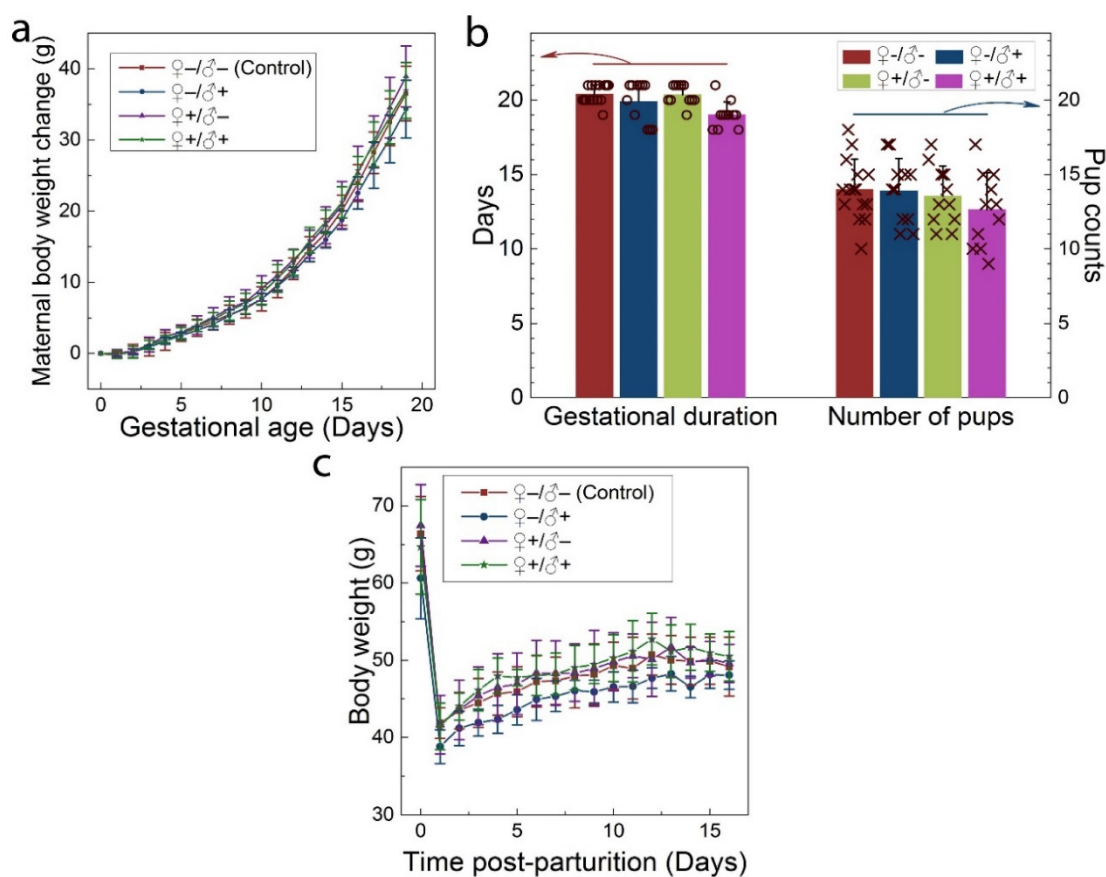 a
Maternal body weight change (g)
40
30
20
10
0
♀−/♂− (Control)
♀−/♂+
♀+/♂−
♀+/♂+
0 5 10 15 20
Gestational age (Days)
b
Days
20
15
10
5
0
♀-/♂- ♀-/♂+
♀+/♂- ♀+/♂+
20
15
10
5
0
Pup counts
Gestational duration Number of pups
c
Body weight (g)
70
60
50
40
30
♀−/♂− (Control)
♀−/♂+
♀+/♂−
♀+/♂+
0 5 10 15
Time post-parturition (Days)